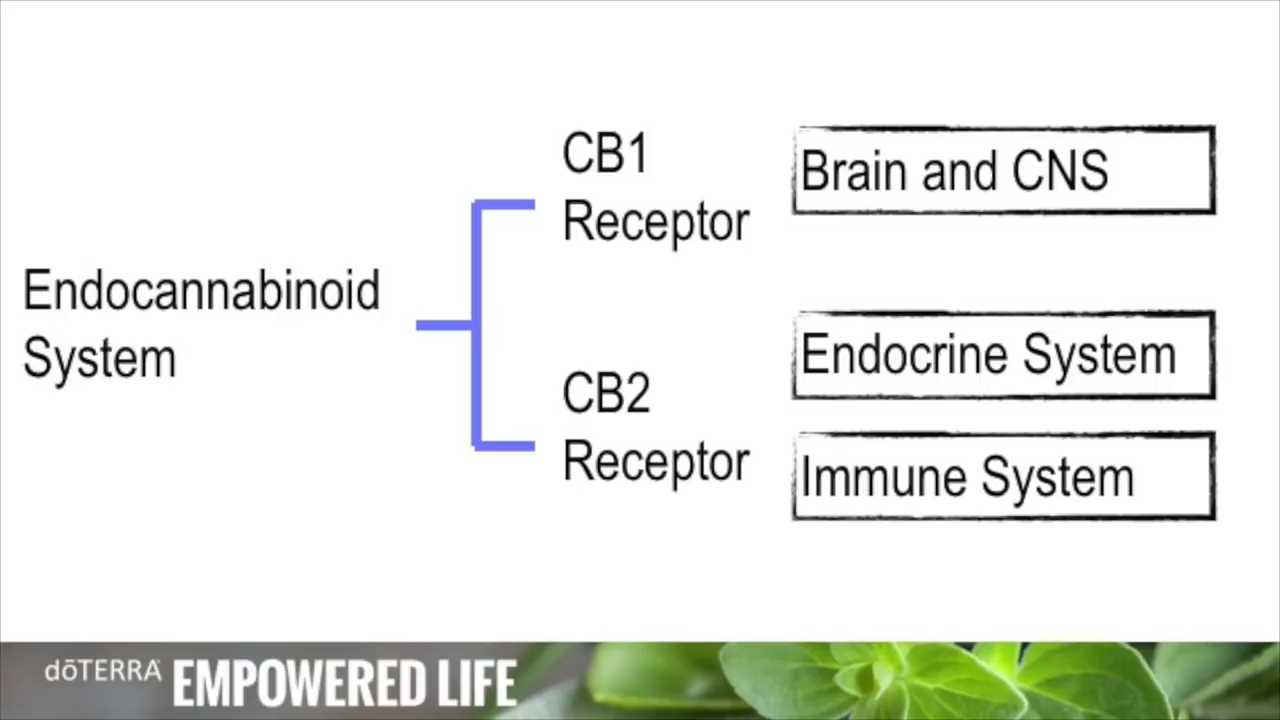 Endocannabinoid
System
CB1
Receptor
Brain and CNS
CB2
Receptor
Endocrine System
Immune System
dōTERRA EMPOWERED LIFE